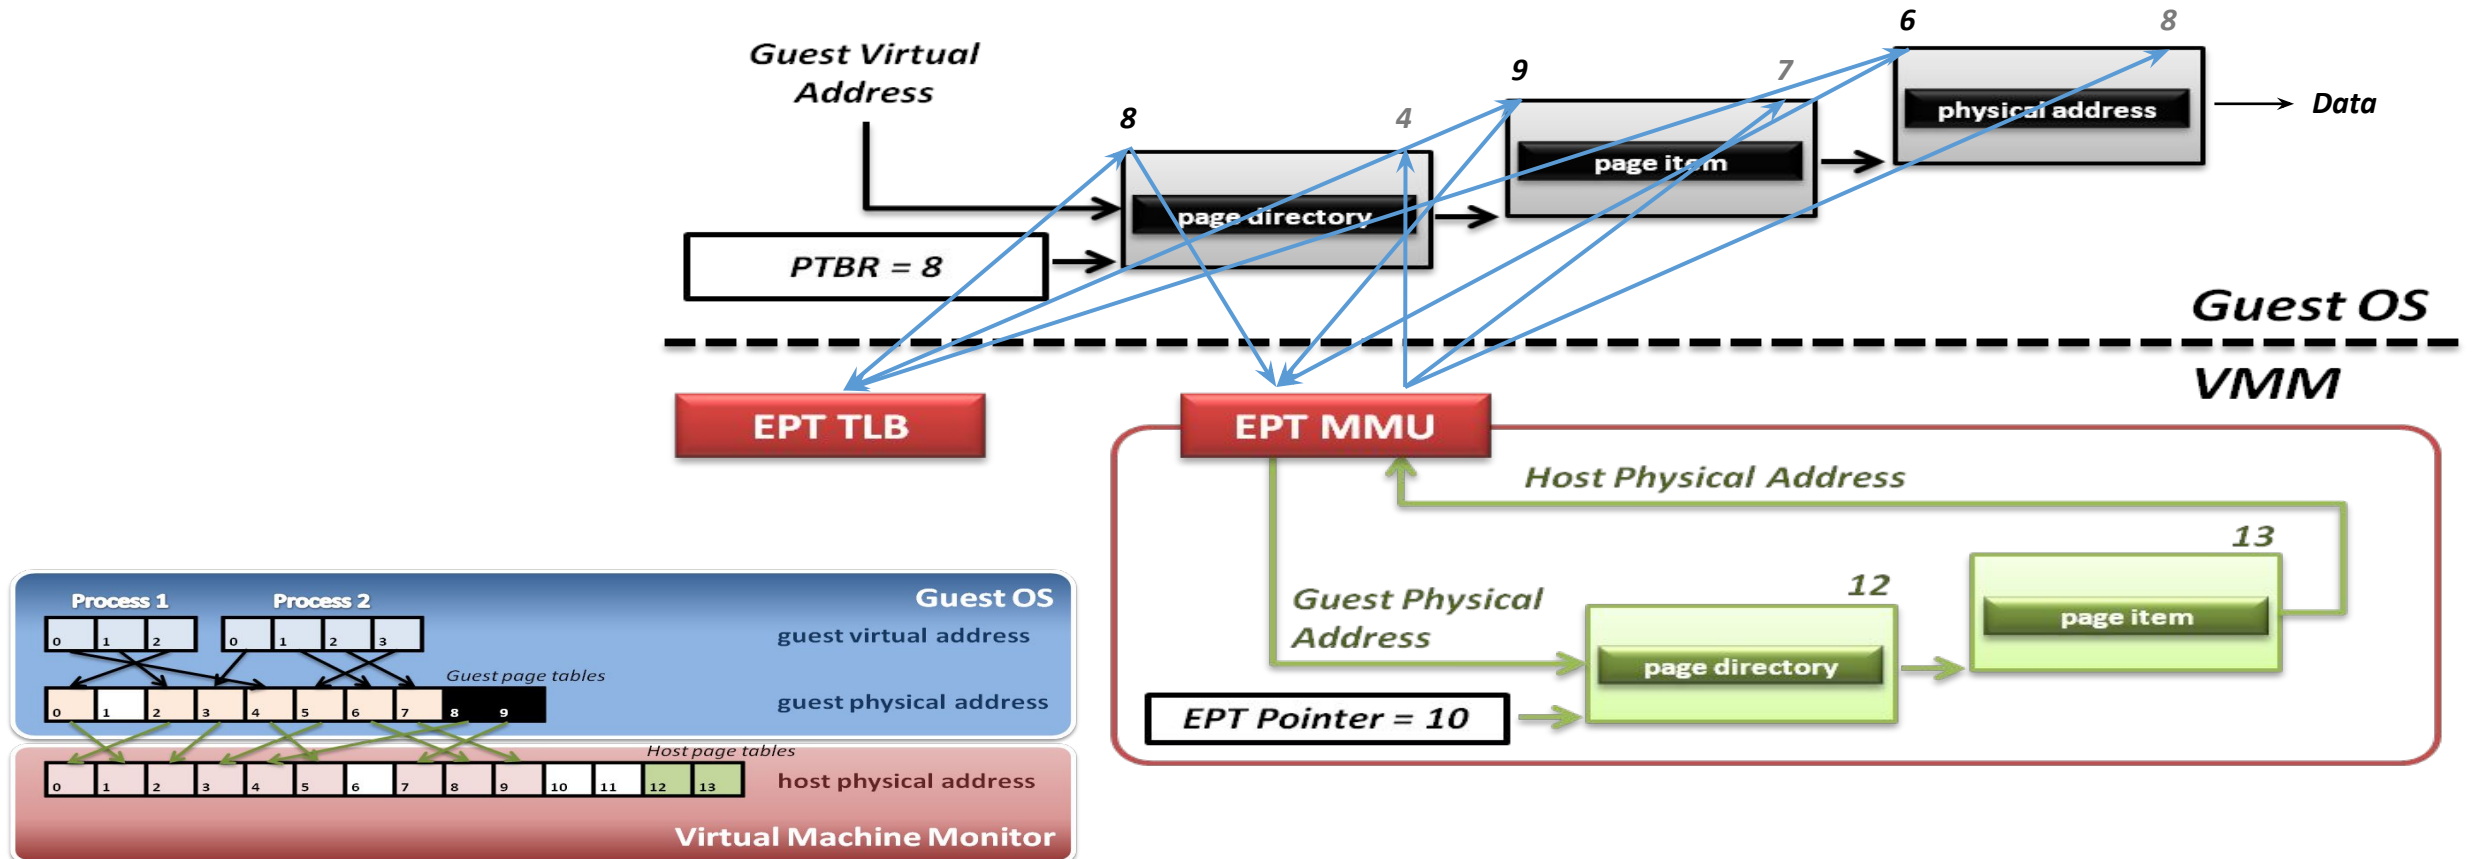 6
8
Guest Virtual
Address
9
7
8
4
physical address
Data
page item
page directory
PTBR = 8
Guest OS
VMM
EPT TLB
EPT MMU
Host Physical Address
13
12
Guest Physical
Address
page item
page directory
EPT Pointer = 10
Process 1
Process 2
Guest OS
0 1 2
0 1 2 3
guest virtual address
Guest page tables
0 1 2 3 4 5 6 7 8 9
guest physical address
Host page tables
0 1 2 3 4 5 6 7 8 9 10 11 12 13
host physical address
Virtual Machine Monitor